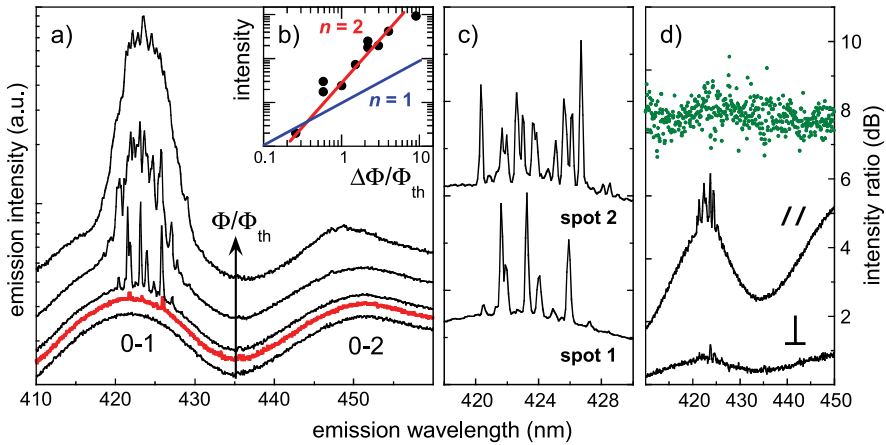 a)
b)
c)
d)
n = 2
n = 1
intensity
0.1
1
10
ΔΦ/Φth
Φ/Φth
0-1
0-2
spot 2
spot 1
//
⊥
emission intensity (a.u.)
10
8
6
4
2
intensity ratio (dB)
410
420
430
440
450
420
424
428
420
435
450
emission wavelength (nm)